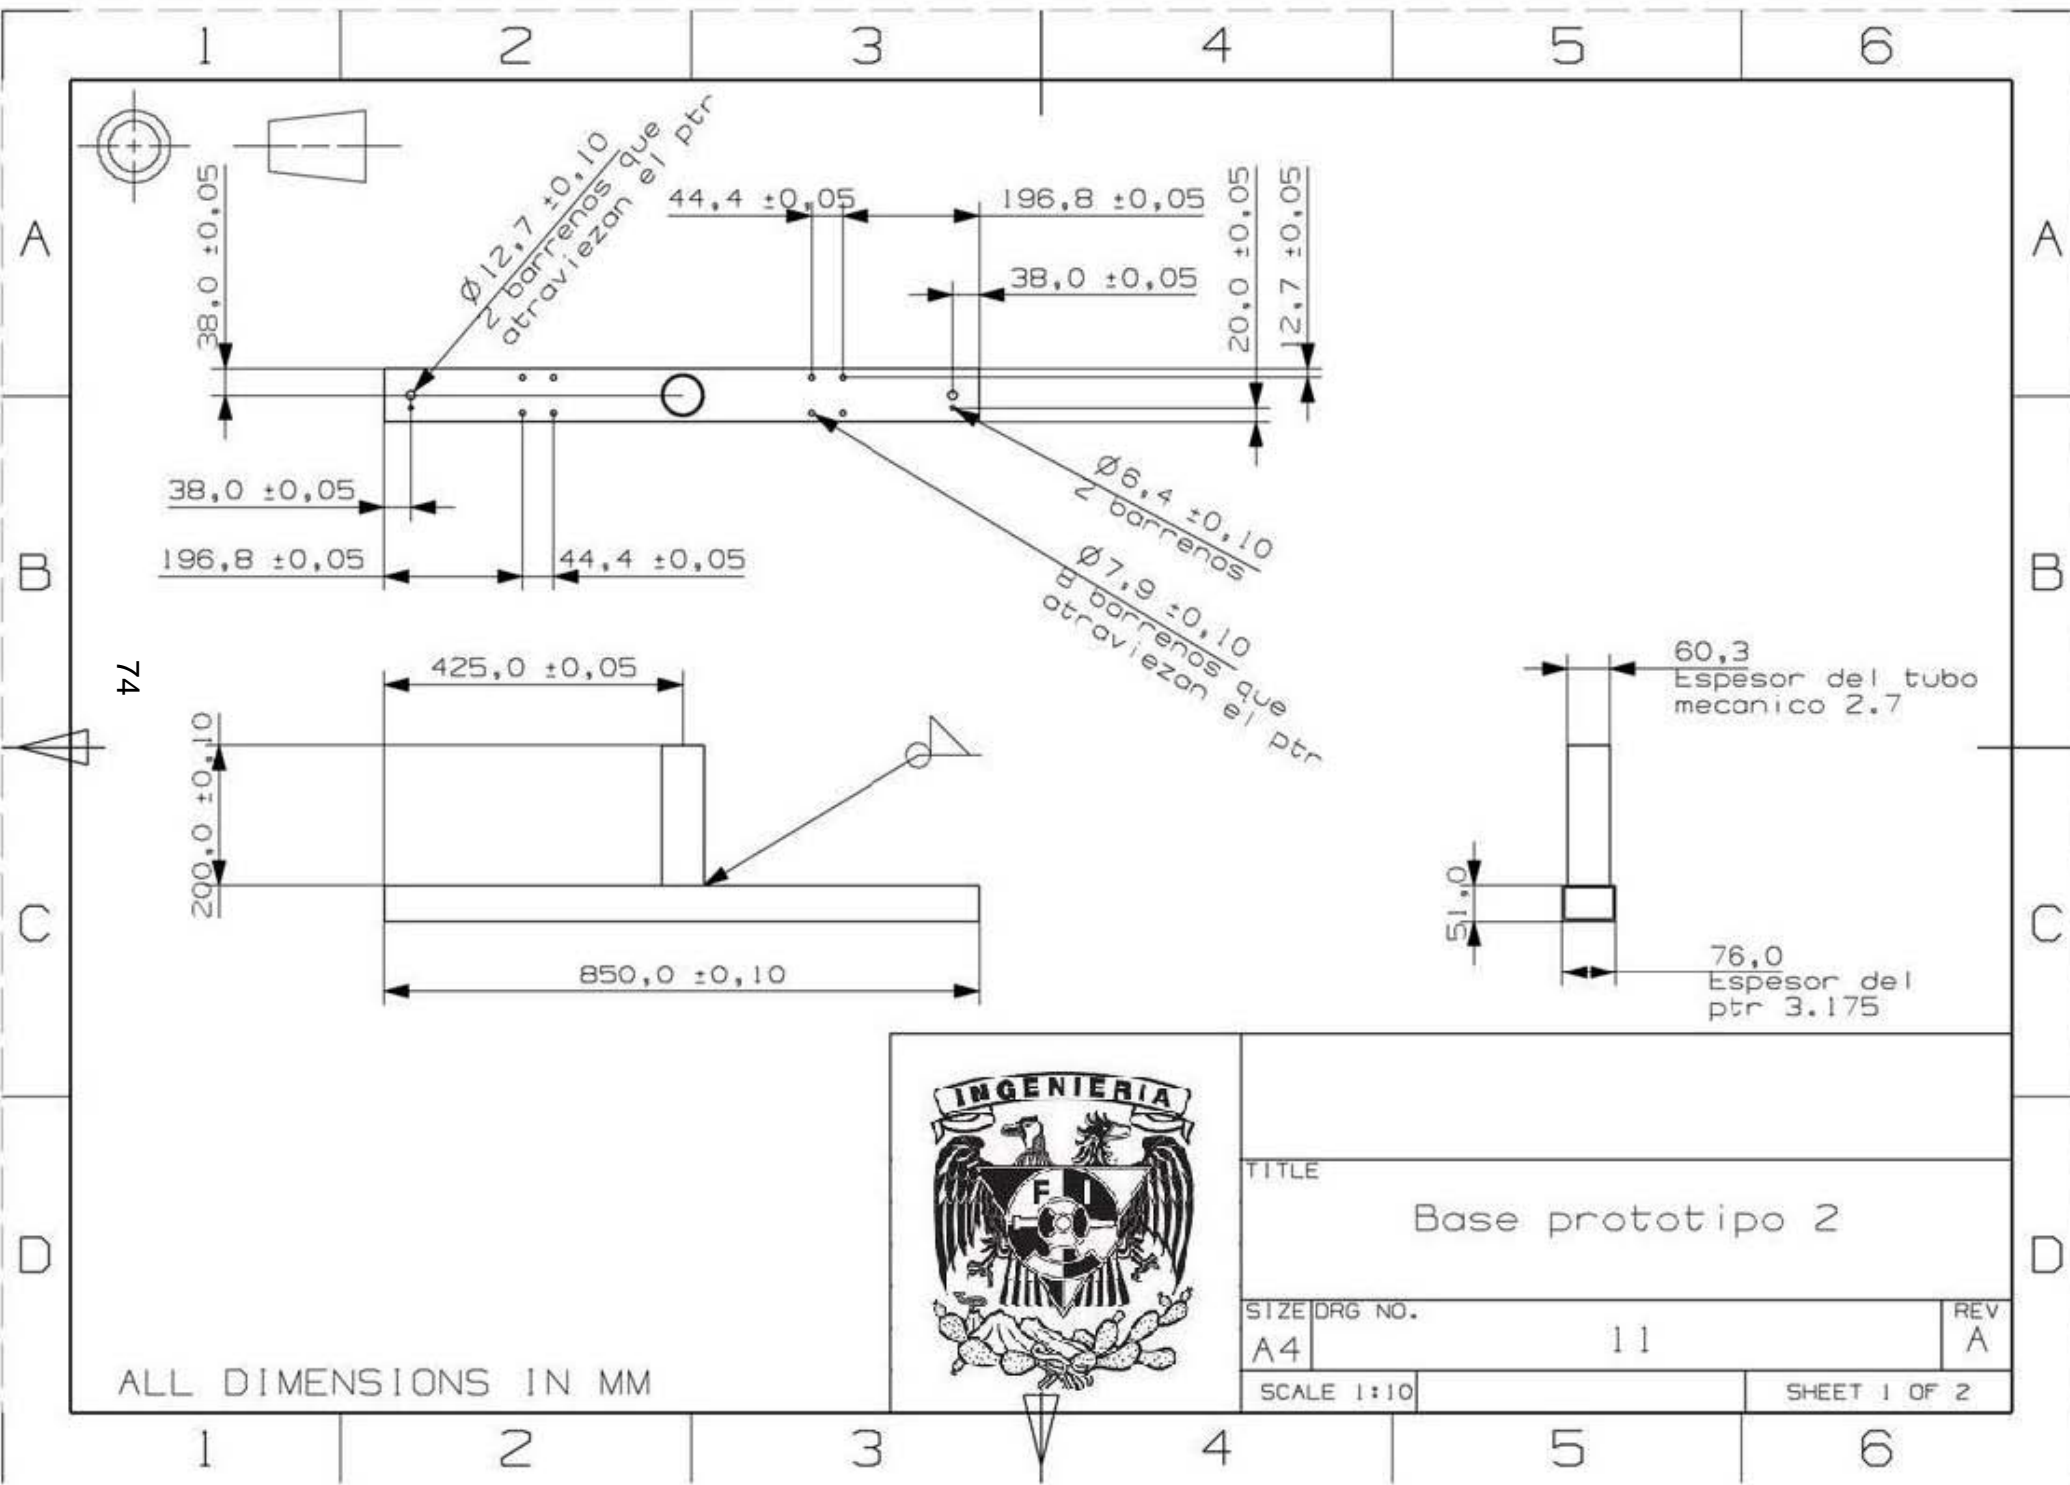 1 2 3 4 5 6
A
A
38,0 ±0,05
Ø12,7 ±0,10
2 barrenos que
atraviezan el ptr
44,4 ±0,05
196,8 ±0,05
38,0 ±0,05
20,0 ±0,05
12,7 ±0,05
38,0 ±0,05
196,8 ±0,05
44,4 ±0,05
Ø6,4 ±0,10
2 barrenos
Ø7,9 ±0,10
8 barrenos que
atraviezan el ptr
B
B
74
425,0 ±0,05
200,0 ±0,10
850,0 ±0,10
60,3
Espesor del tubo
mecanico 2.7
51,0
76,0
Espesor del
ptr 3.175
C
C
INGENIERIA
F I
TITLE
Base prototipo 2
D
D
SIZE
A4
DRG NO.
11
REV
A
SCALE 1:10
SHEET 1 OF 2
ALL DIMENSIONS IN MM
1 2 3 4 5 6